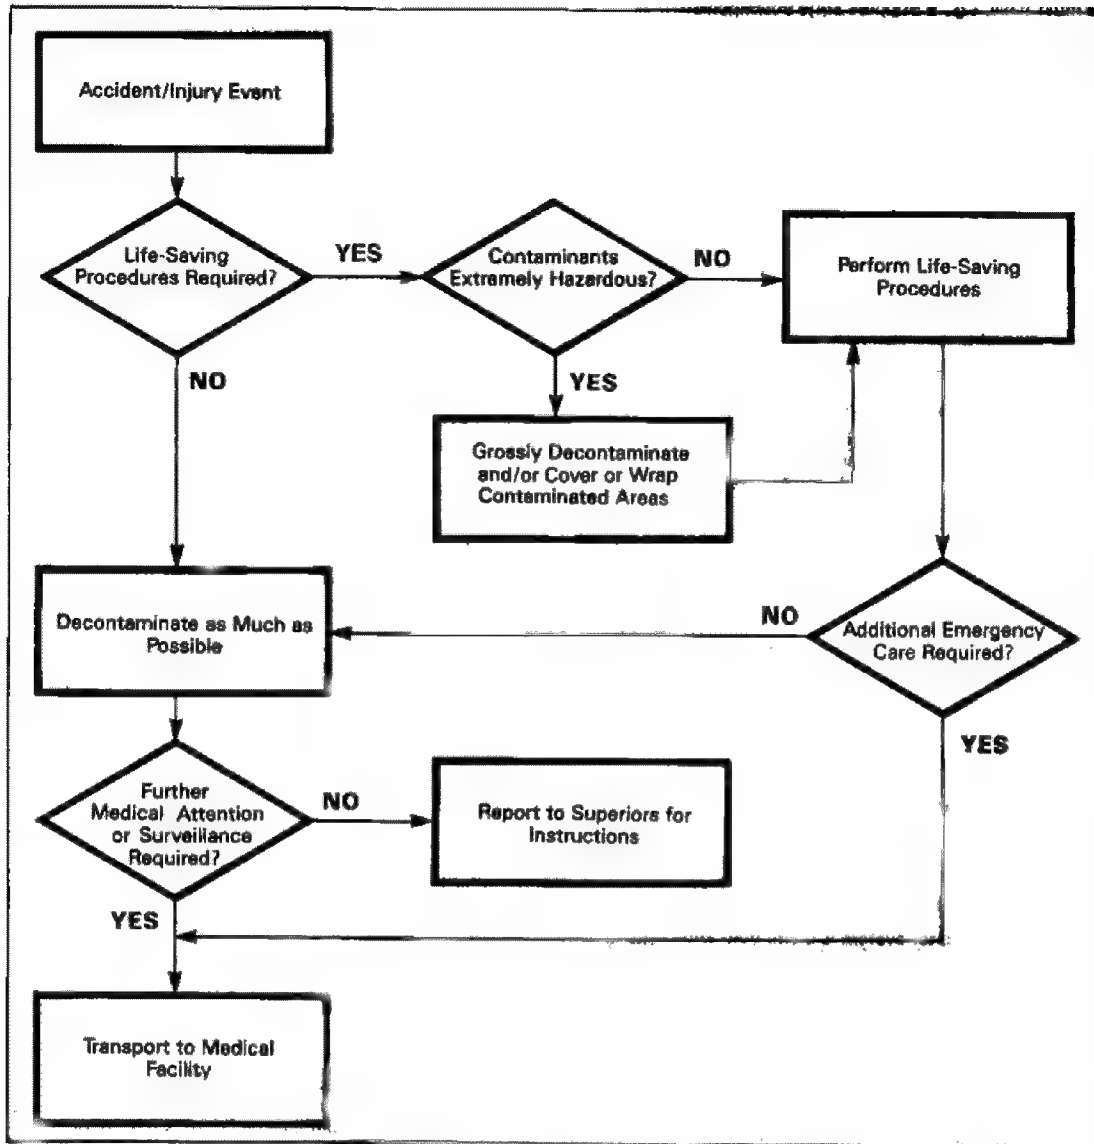 Accident/Injury Event
Life-Saving
Procedures Required?
YES
Contaminants
Extremely Hazardous?
NO
Perform Life-Saving
Procedures
NO
YES
Grossly Decontaminate
and/or Cover or Wrap
Contaminated Areas
Decontaminate as Much as
Possible
NO
Additional Emergency
Care Required?
YES
Further
Medical Attention
or Surveillance
Required?
NO
Report to Superiors for
Instructions
YES
Transport to Medical
Facility